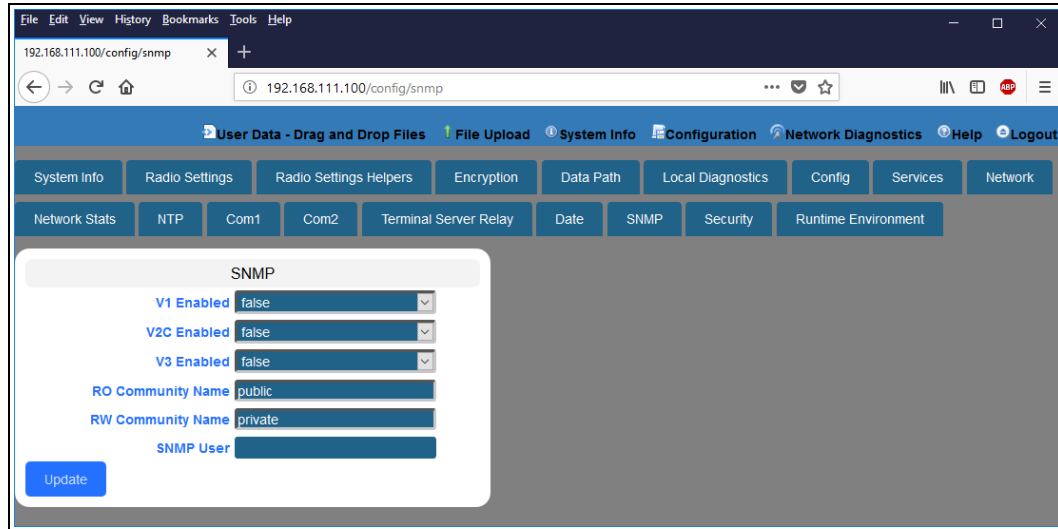 File Edit View History Bookmarks Tools Help
192.168.111.100/config/snmp
192.168.111.100/config/snmp
ABP
User Data - Drag and Drop Files File Upload System Info Configuration Network Diagnostics Help Logout
System Info Radio Settings Radio Settings Helpers Encryption Data Path Local Diagnostics Config Services Network
Network Stats NTP Com1 Com2 Terminal Server Relay Date SNMP Security Runtime Environment
SNMP
V1 Enabled false
V2C Enabled false
V3 Enabled false
RO Community Name public
RW Community Name private
SNMP User
Update